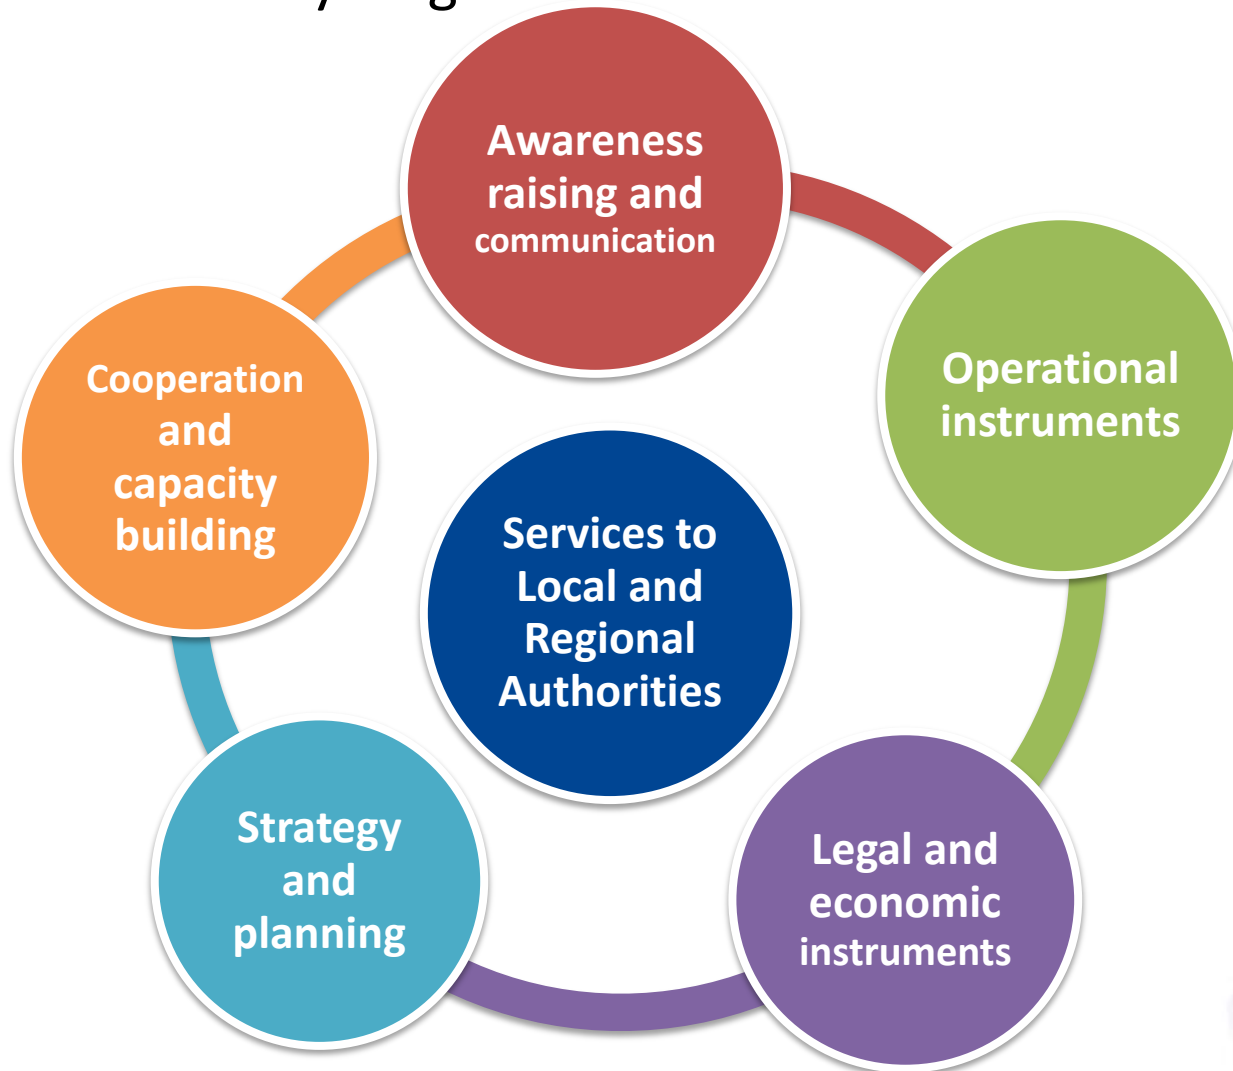 Awareness
raising and
communication
Operational
instruments
Cooperation
and
capacity
building
Services to
Local and
Regional
Authorities
Strategy
and
planning
Legal and
economic
instruments